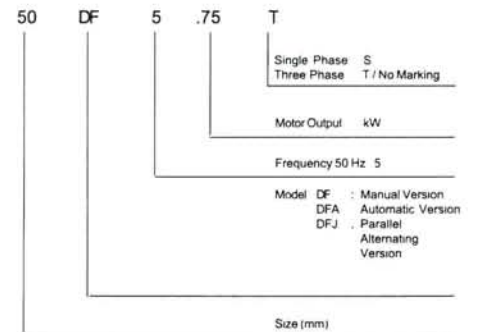 50 DF 5 .75 T
Single Phase S
Three Phase T / No Marking
Motor Output kW
Frequency 50 Hz 5
Model DF : Manual Version
DFA Automatic Version
DFJ . Parallel
Alternating
Version
Size (mm)